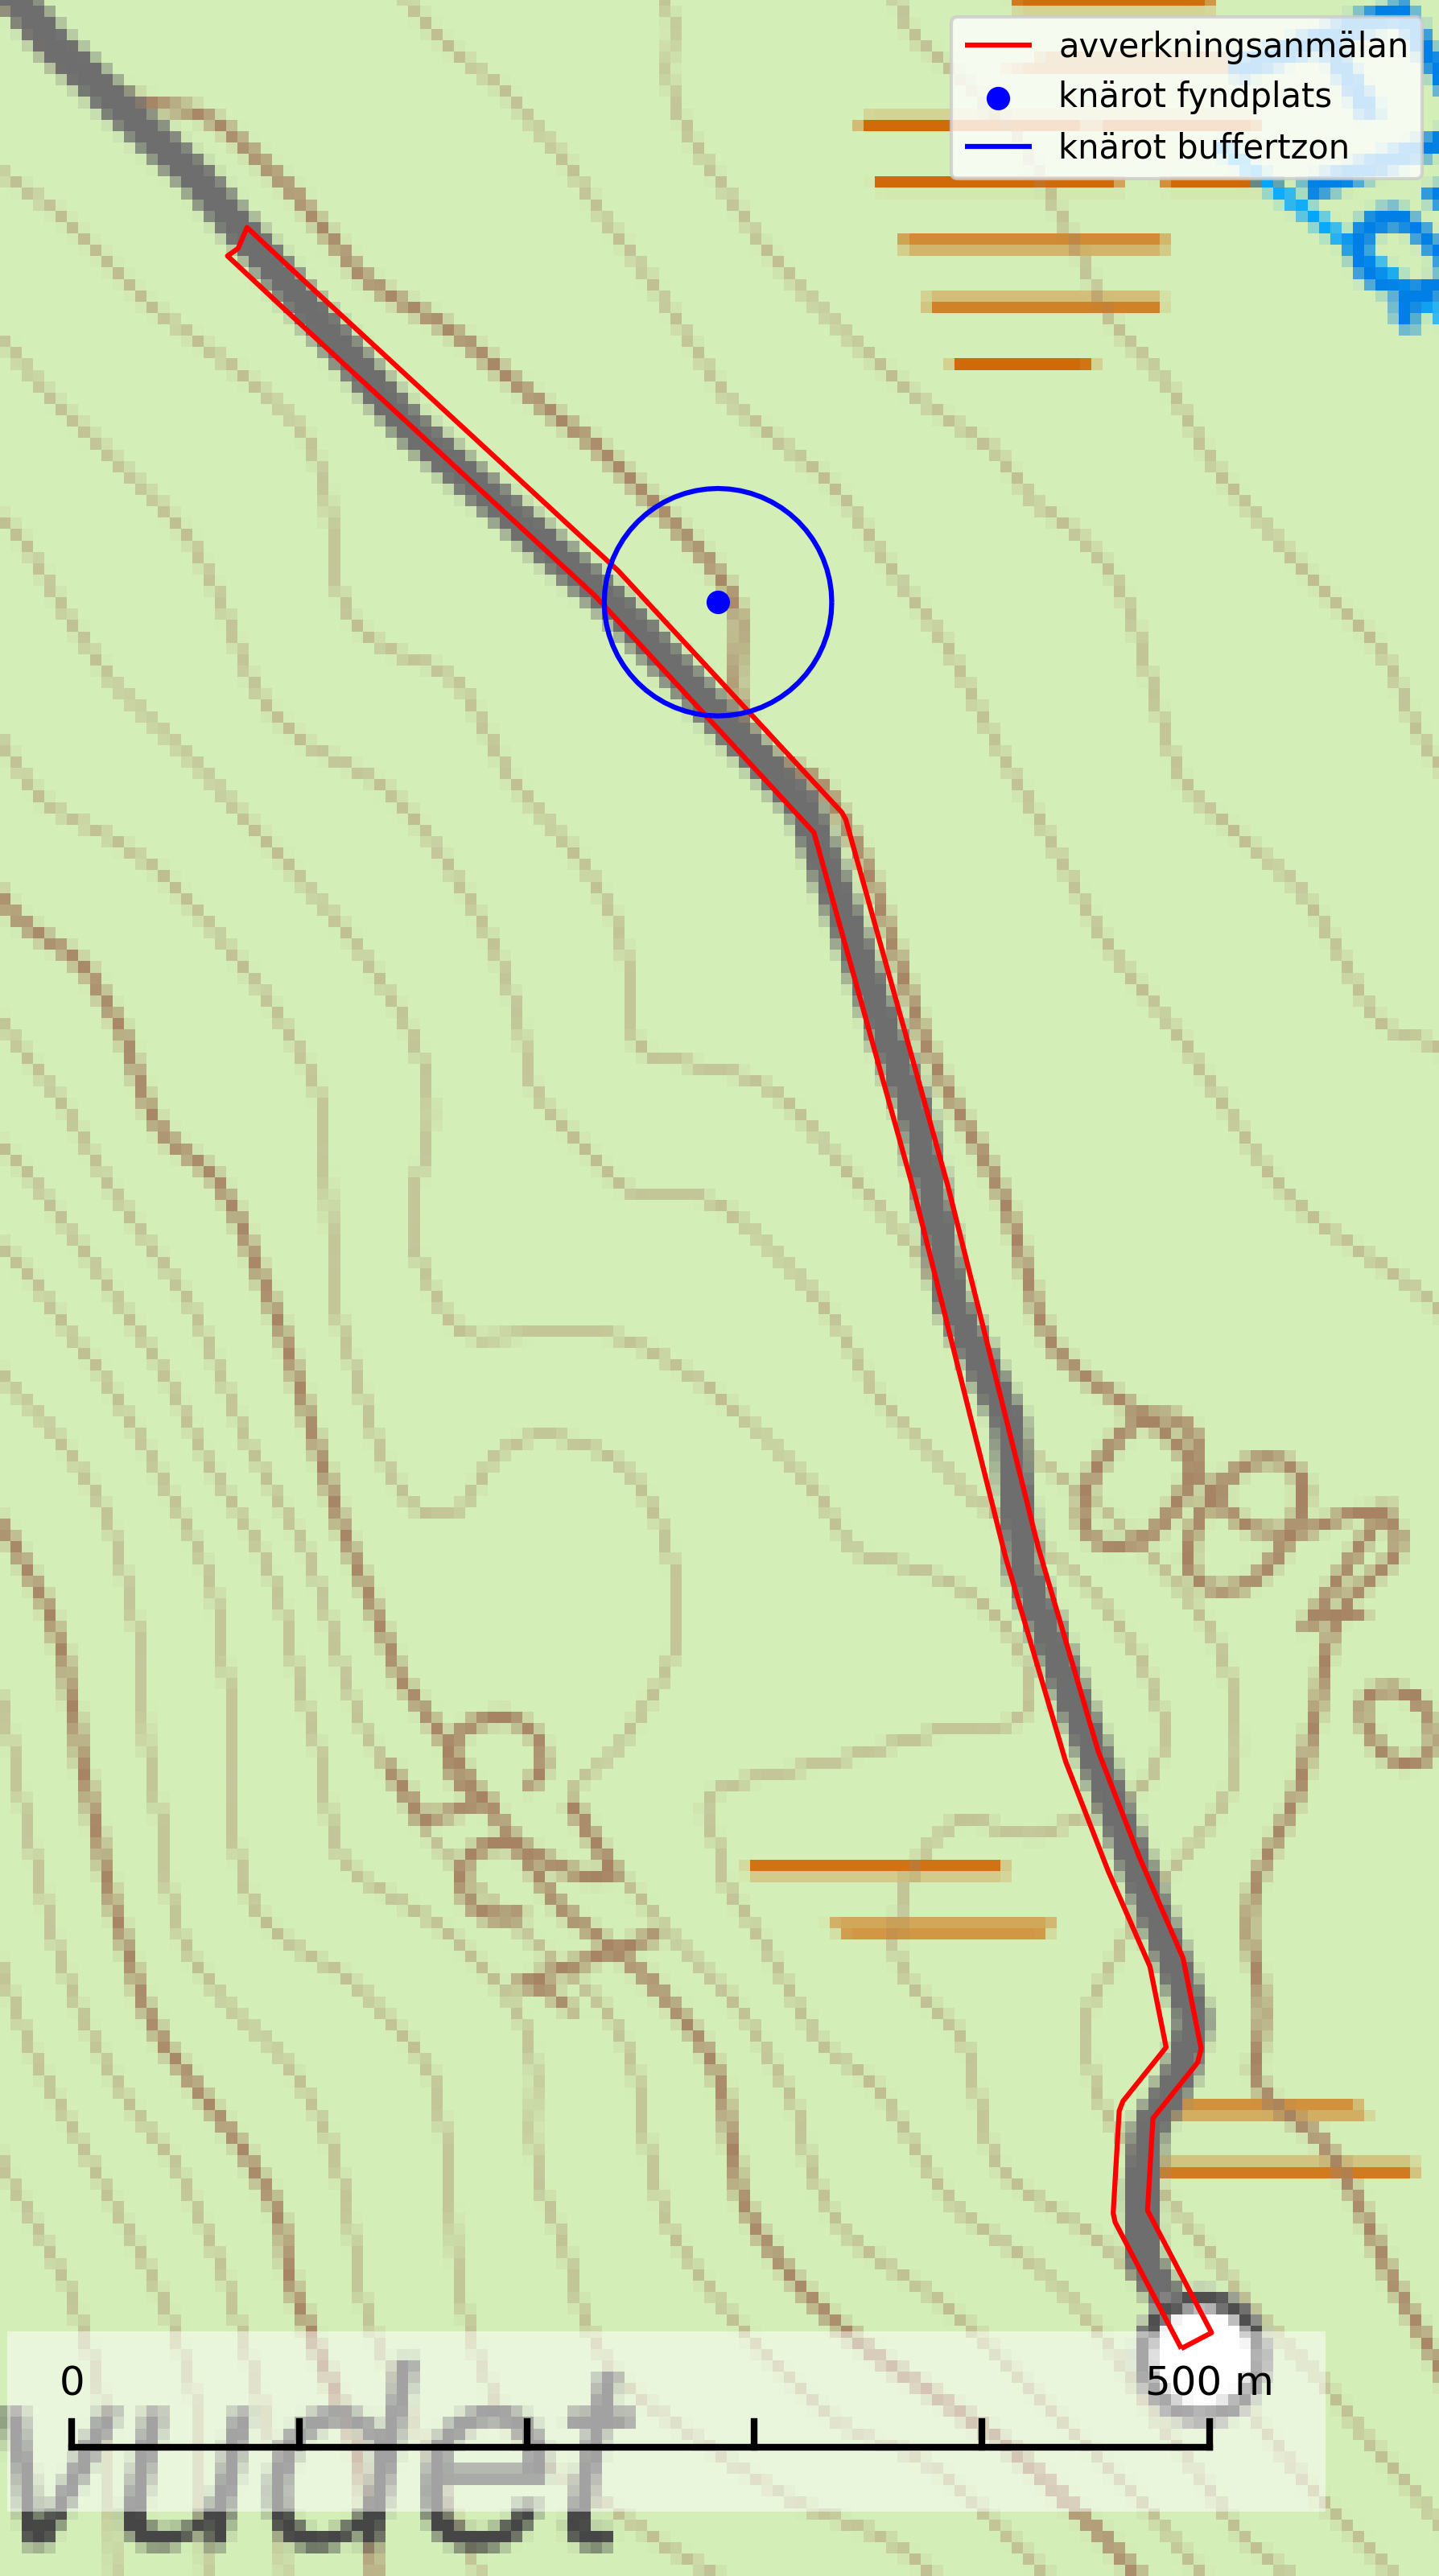 avverkningsanmälan
knärot fyndplats
knärot buffertzon
0 500 m
vudet